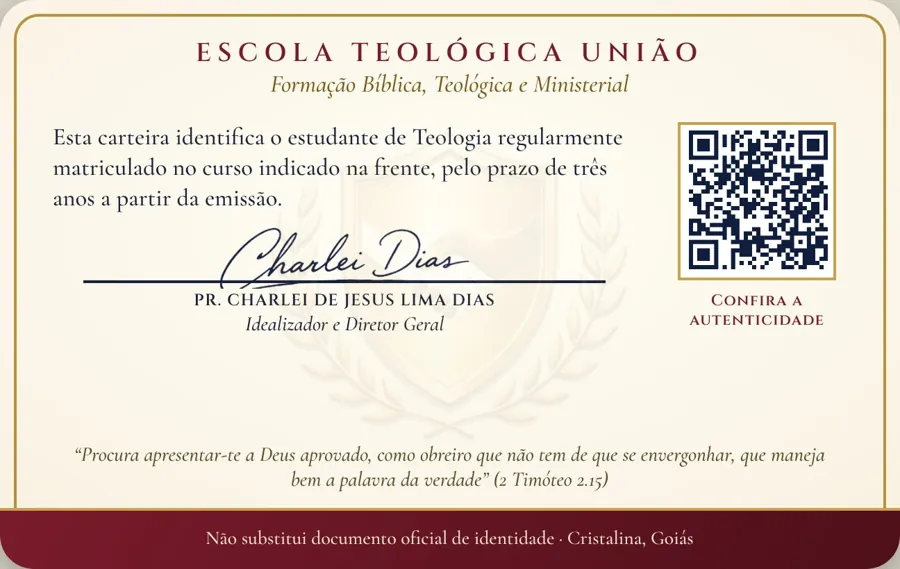 ESCOLA TEOLÓGICA UNIÃO
Formação Bíblica, Teológica e Ministerial
Esta carteira identifica o estudante de Teologia regularmente
matriculado no curso indicado na frente, pelo prazo de três
anos a partir da emissão.
Charlei Dias
PR. CHARLEI DE JESUS LIMA DIAS
Idealizador e Diretor Geral
CONFIRA A
AUTENTICIDADE
“Procura apresentar-te a Deus aprovado, como obreiro que não tem de que se envergonhar, que maneja
bem a palavra da verdade” (2 Timóteo 2.15)
Não substitui documento oficial de identidade · Cristalina, Goiás